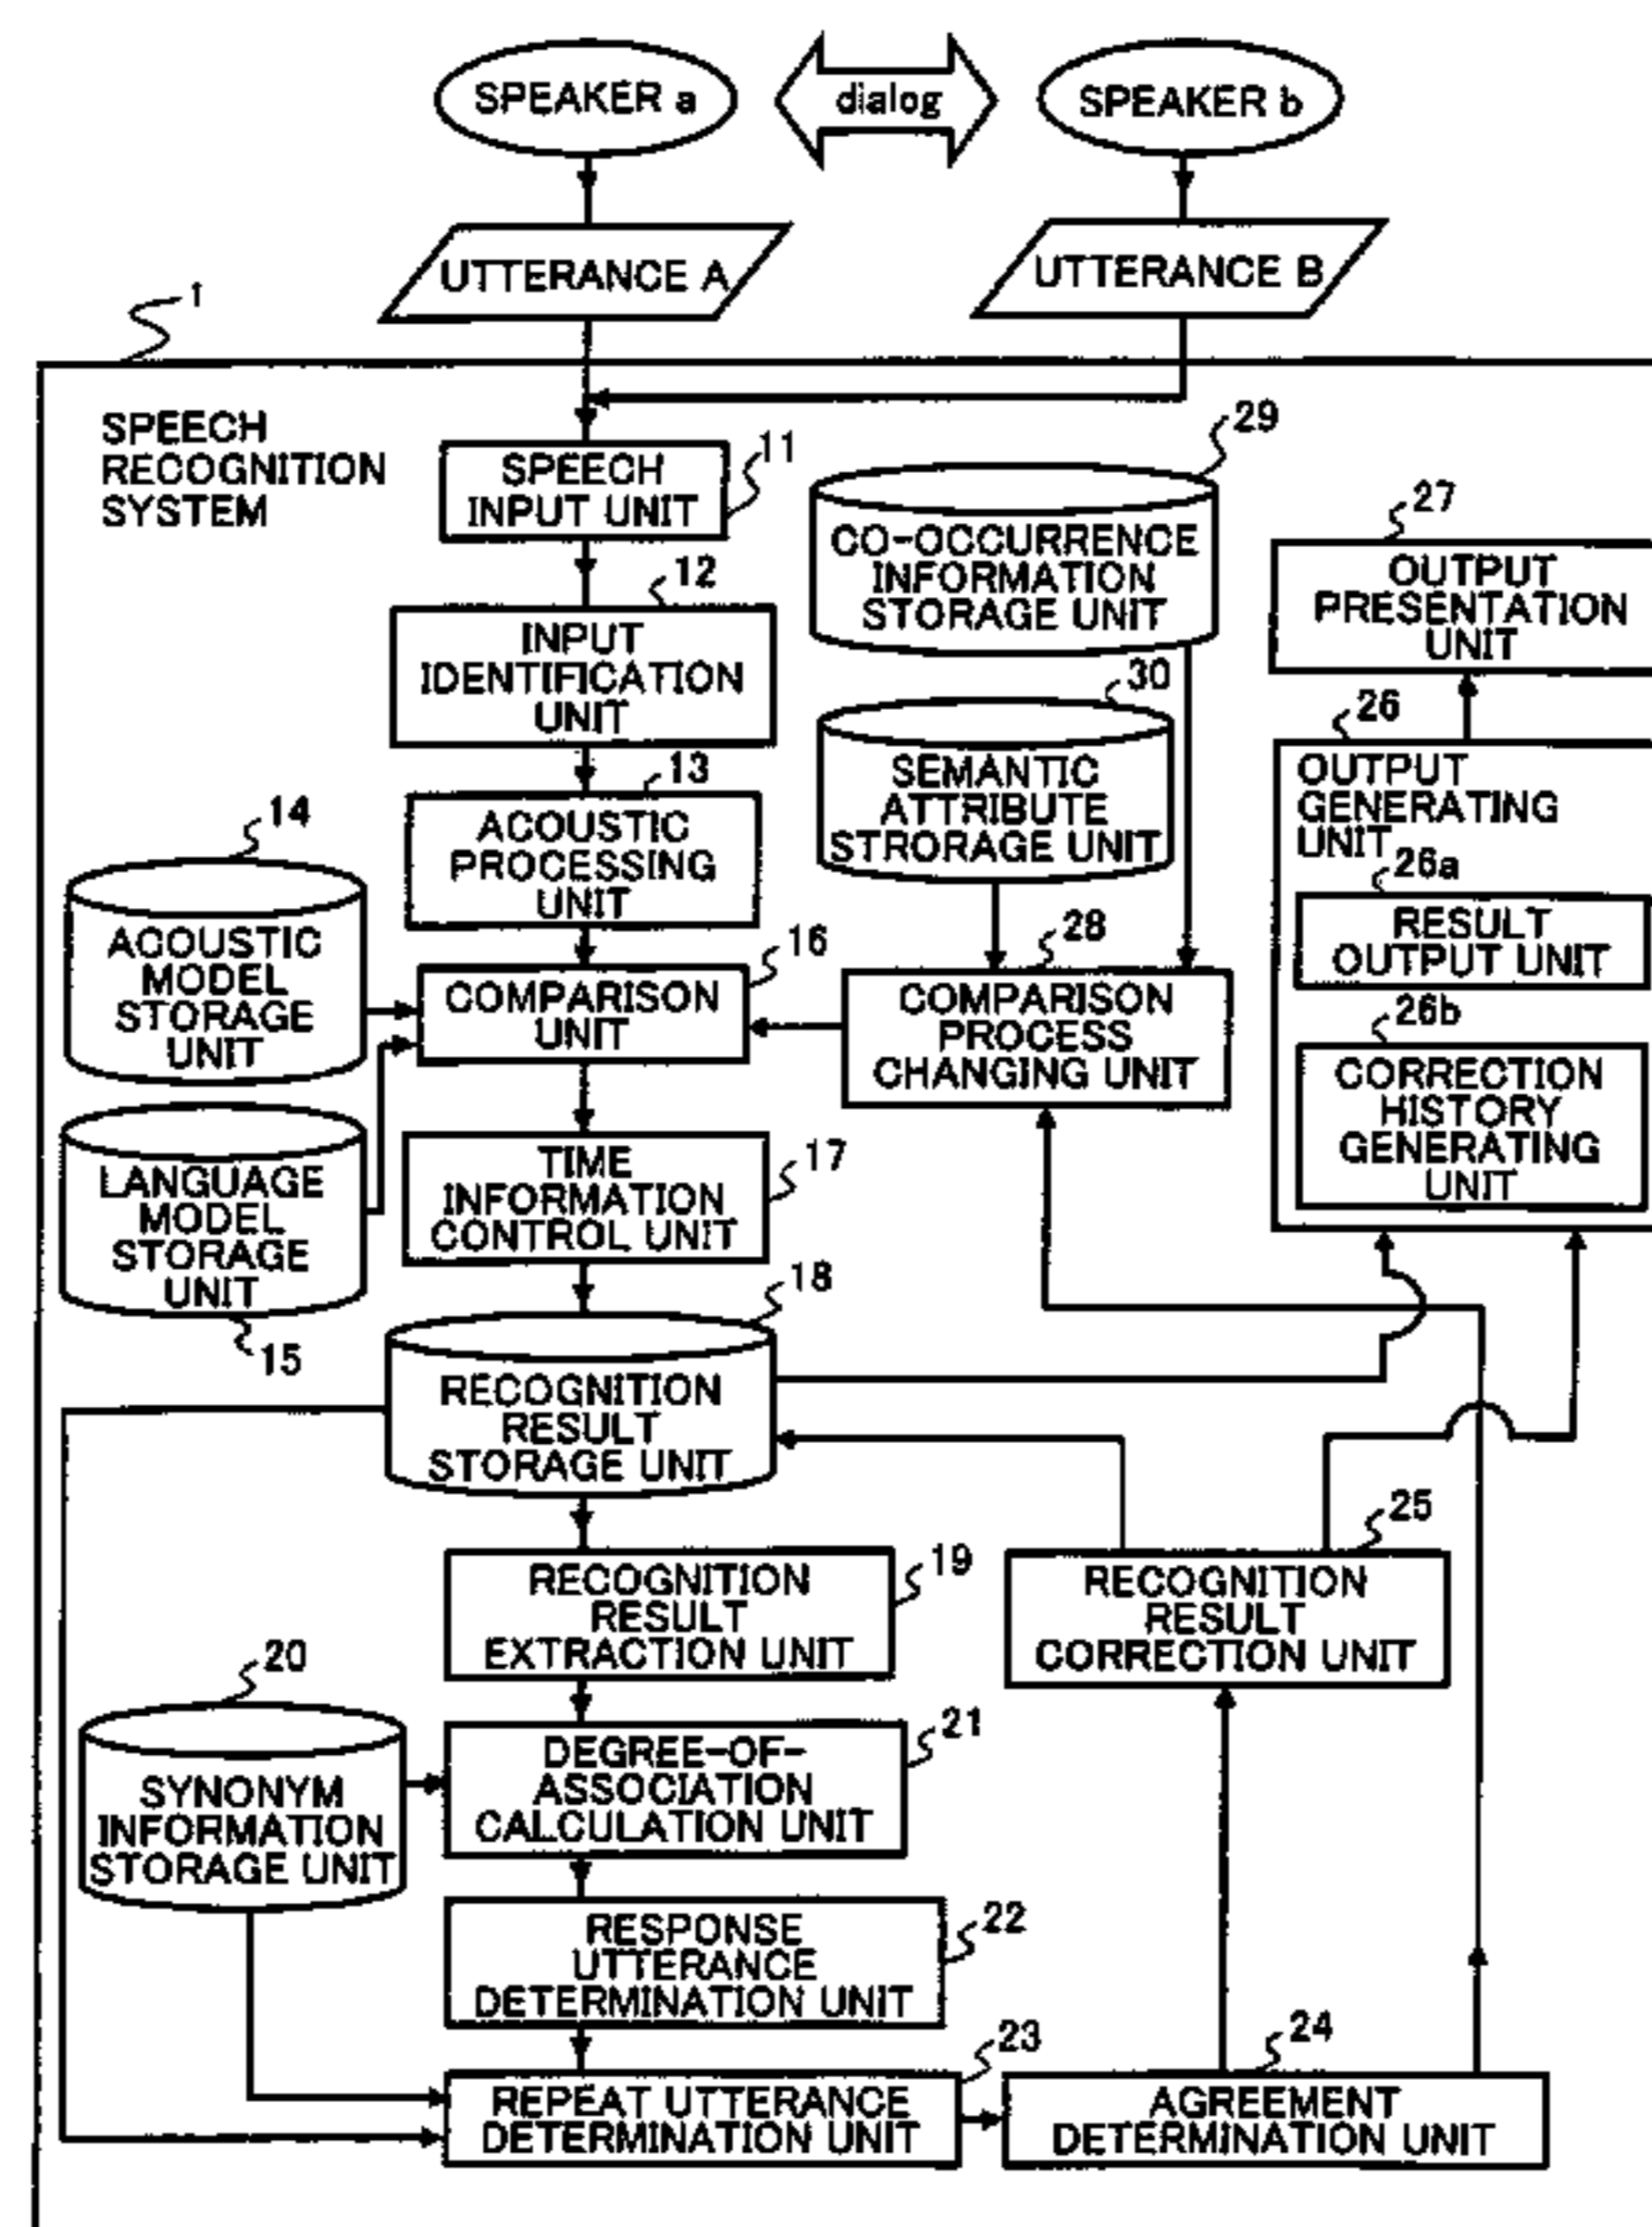 SPEAKER a
dialog
SPEAKER b
UTTERANCE A
UTTERANCE B
1
SPEECH
RECOGNITION
SYSTEM
SPEECH
INPUT UNIT
11
29
CO-OCCURRENCE
INFORMATION
STORAGE UNIT
27
OUTPUT
PRESENTATION
UNIT
12
INPUT
IDENTIFICATION
UNIT
30
SEMANTIC
ATTRIBUTE
STRORAGE UNIT
26
OUTPUT
GENERATING
UNIT
26a
RESULT
OUTPUT UNIT
26b
CORRECTION
HISTORY
GENERATING
UNIT
13
ACOUSTIC
PROCESSING
UNIT
14
ACOUSTIC
MODEL
STORAGE
UNIT
16
COMPARISON
UNIT
28
COMPARISON
PROCESS
CHANGING UNIT
LANGUAGE
MODEL
STORAGE
UNIT
15
TIME
INFORMATION
CONTROL UNIT
17
18
RECOGNITION
RESULT
STORAGE UNIT
RECOGNITION
RESULT
EXTRACTION UNIT
19
25
RECOGNITION
RESULT
CORRECTION UNIT
20
SYNONYM
INFORMATION
STORAGE UNIT
21
DEGREE-OF-
ASSOCIATION
CALCULATION UNIT
RESPONSE
UTTERANCE
DETERMINATION UNIT
22
23
REPEAT UTTERANCE
DETERMINATION UNIT
24
AGREEMENT
DETERMINATION UNIT